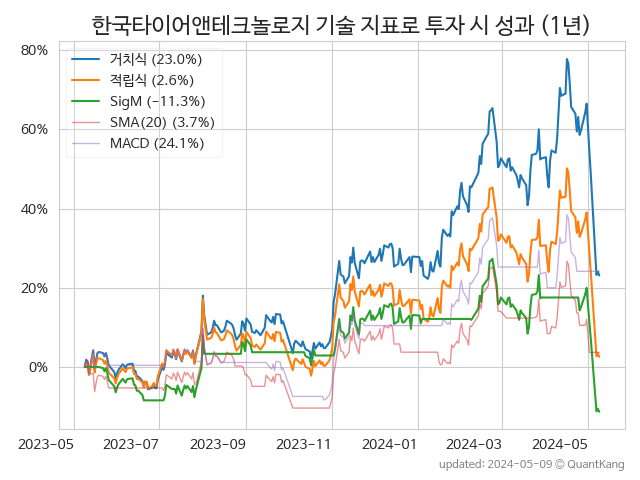 한국타이어앤테크놀로지 기술 지표로 투자 시 성과 (1년)
80%
60%
40%
20%
0%
거치식 (23.0%)
적립식 (2.6%)
SigM (−11.3%)
SMA(20) (3.7%)
MACD (24.1%)
2023-05 2023-07 2023-09 2023-11 2024-01 2024-03 2024-05
updated: 2024-05-09 © QuantKang